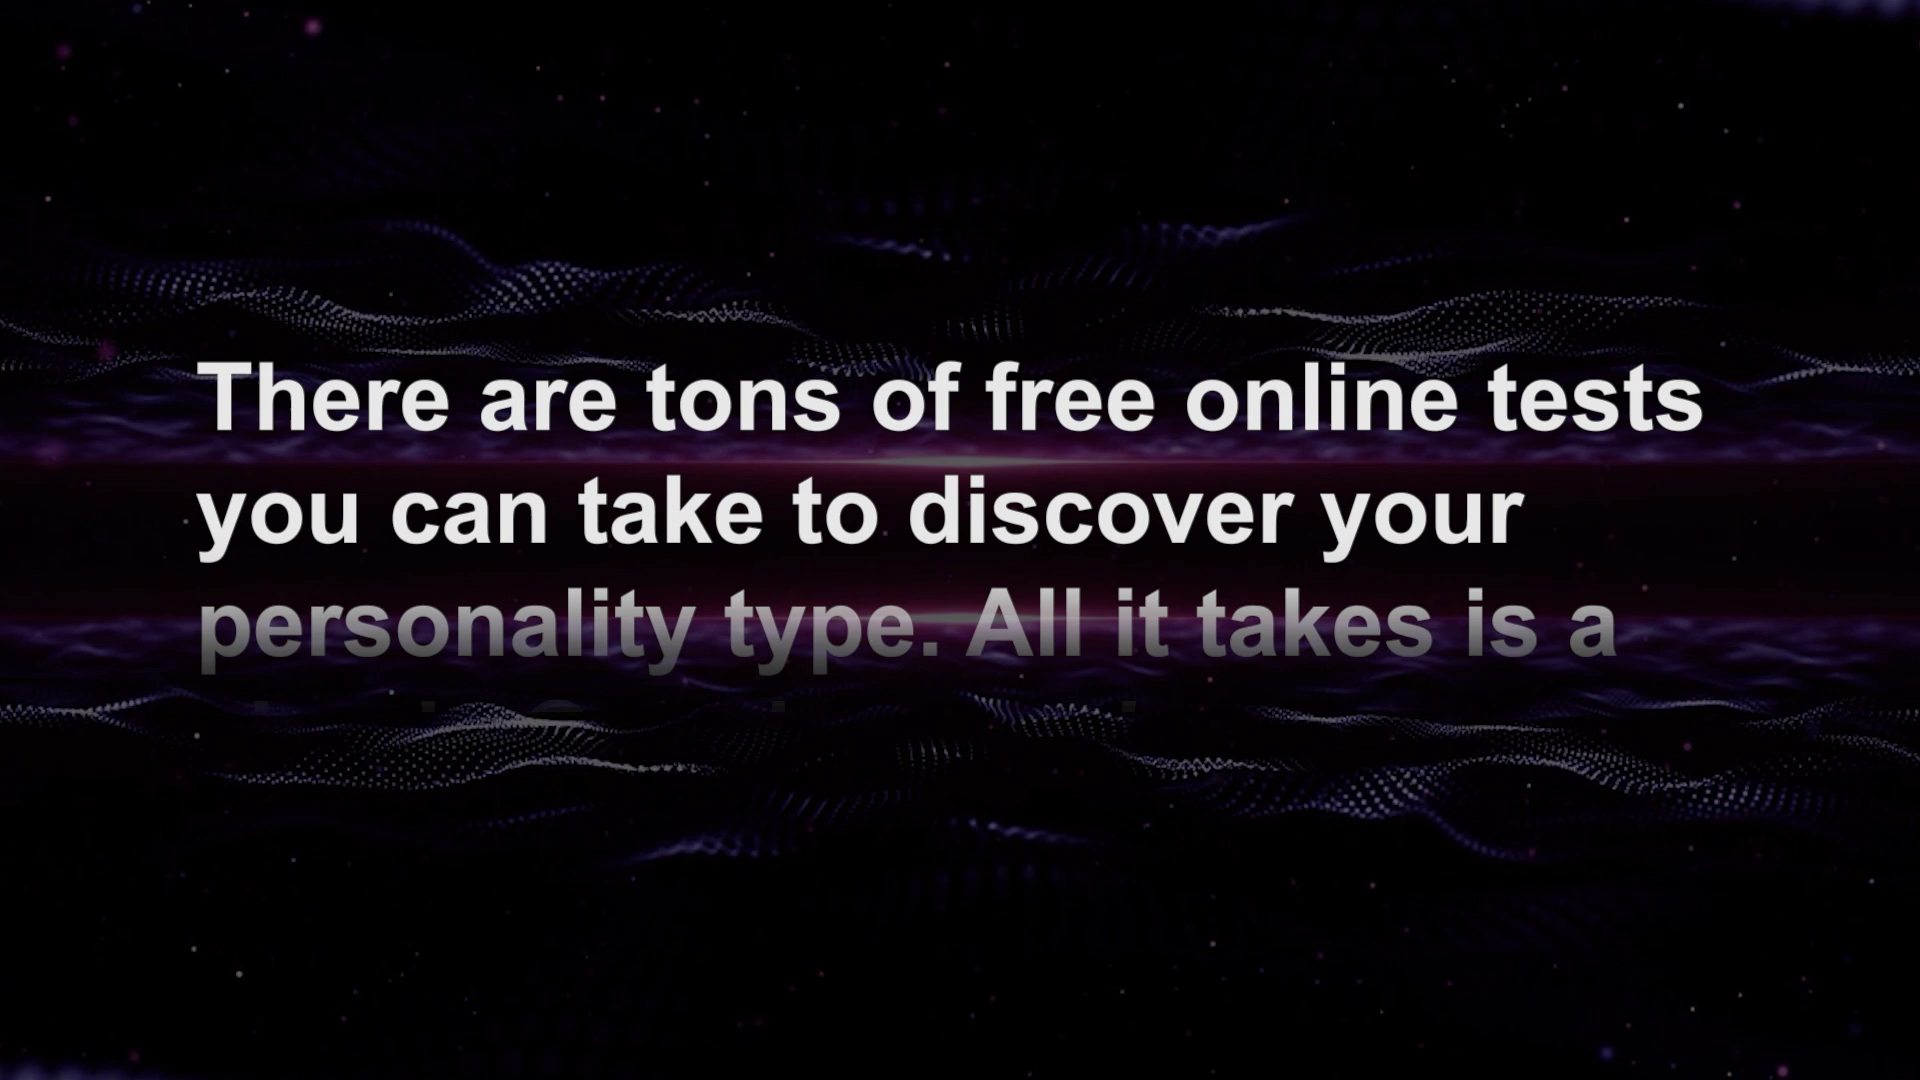 There are tons of free online tests
you can take to discover your
personality type. All it takes is a